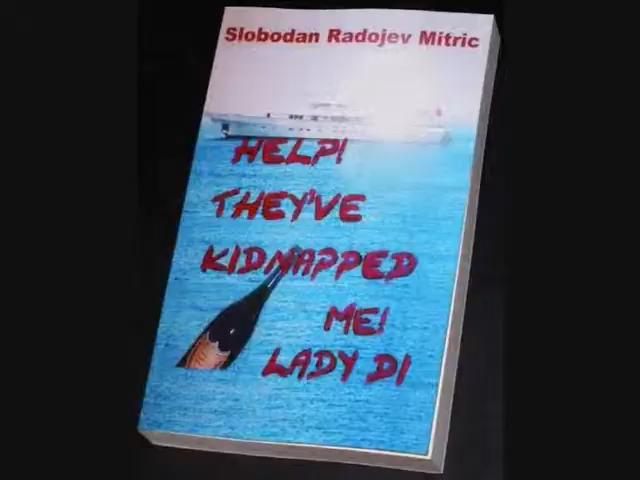 Slobodan Radojev Mitric
HELP!
THEY'VE
KIDNAPPED
ME!
LADY DI